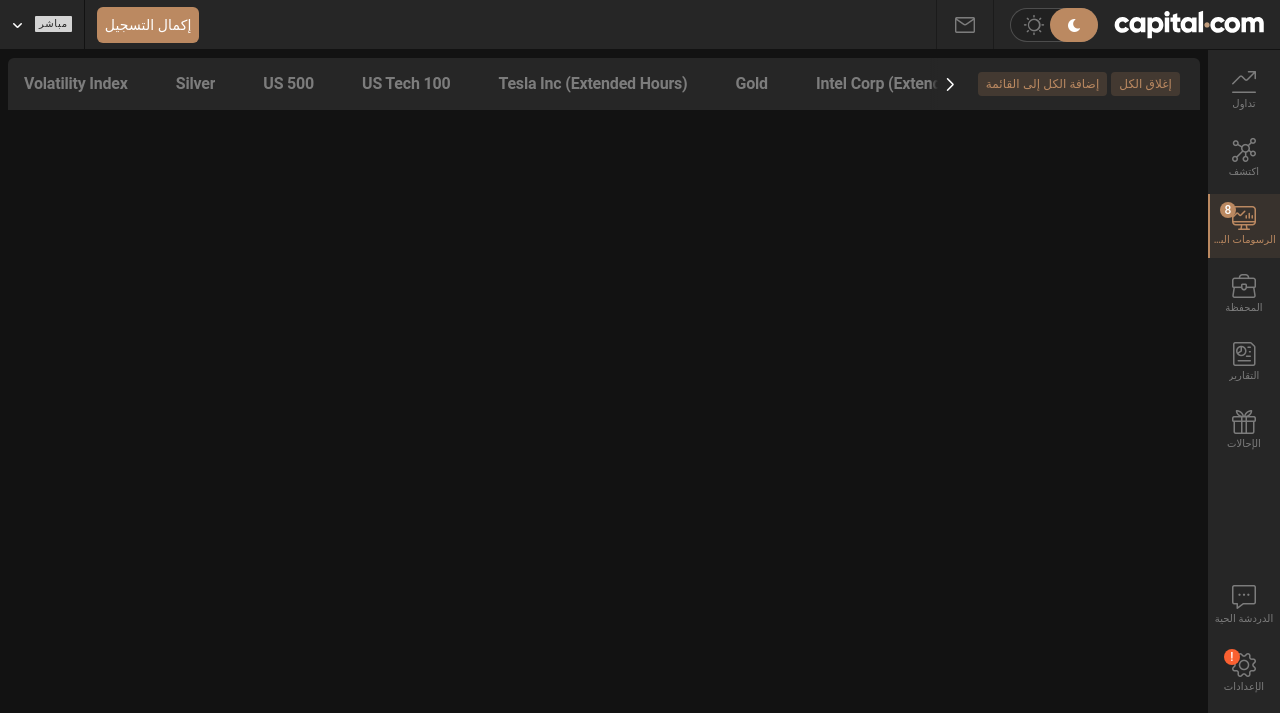 capital.com
إكمال التسجيل
مباشر
Volatility Index
Silver
US 500
US Tech 100
Tesla Inc (Extended Hours)
Gold
Intel Corp (Extend
إضافة الكل إلى القائمة
إغلاق الكل
تداول
اكتشف
8
الرسومات الب...
المحفظة
التقارير
الإحالات
الدردشة الحية
!
الإعدادات